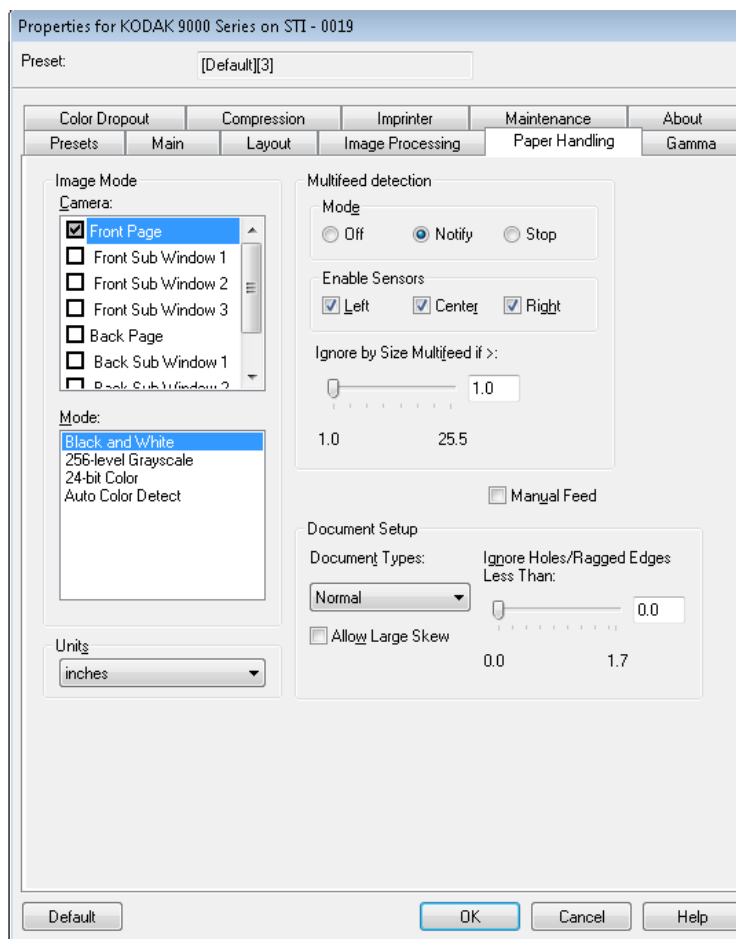 Properties for KODAK 9000 Series on STI - 0019
Preset: [Default][3]
Color Dropout Compression Imprinter Maintenance About
Presets Main Layout Image Processing Paper Handling Gamma
Image Mode
Camera:
Front Page
Front Sub Window 1
Front Sub Window 2
Front Sub Window 3
Back Page
Back Sub Window 1
Back Sub Window 2
Mode:
Black and White
256-level Grayscale
24-bit Color
Auto Color Detect
Units
inches
Multifeed detection
Mode
Off Notify Stop
Enable Sensors
Left Center Right
Ignore by Size Multifeed if >:
1.0
1.0 25.5
Manual Feed
Document Setup
Document Types:
Normal
Allow Large Skew
Ignore Holes/Ragged Edges
Less Than:
0.0
0.0 1.7
Default OK Cancel Help